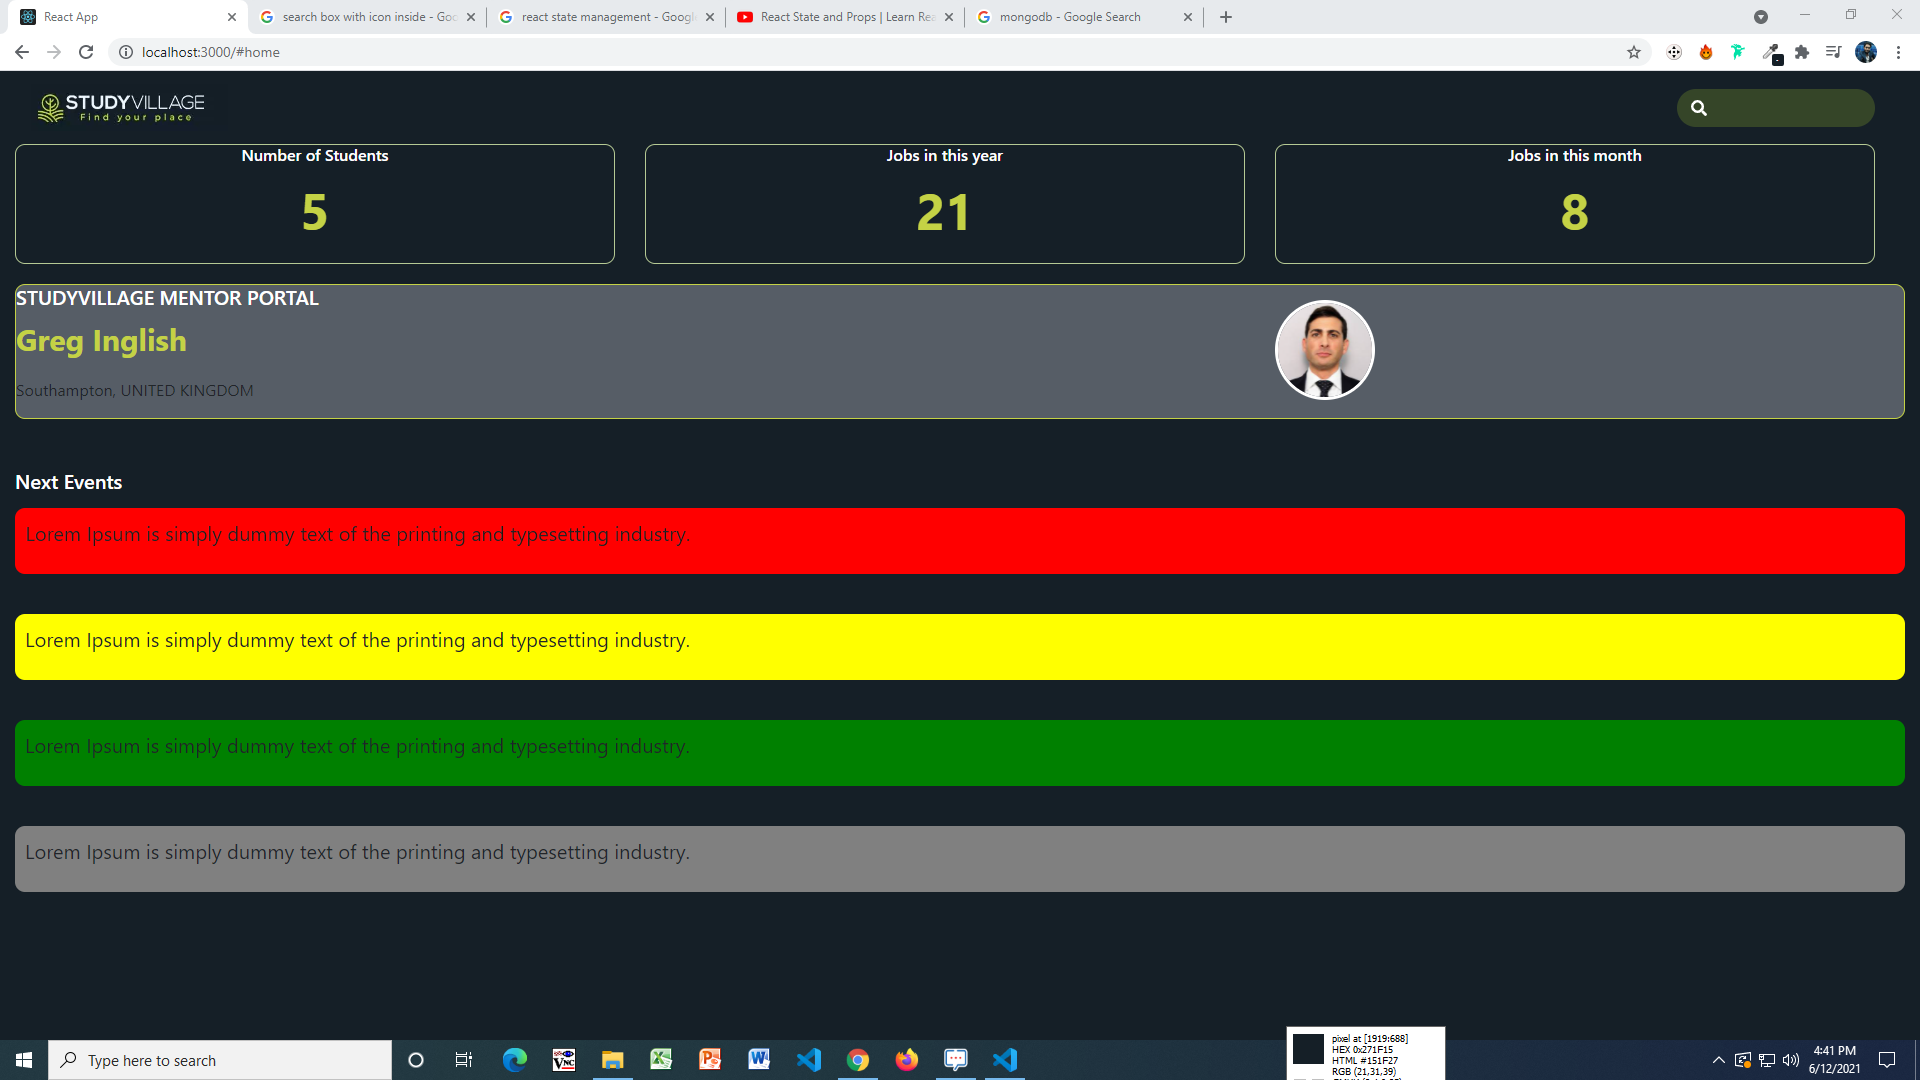 React App
search box with icon inside - Goo
react state management - Google
React State and Props | Learn Rea
mongodb - Google Search
localhost:3000/#home
STUDYVILLAGE
Find your place
Number of Students
5
Jobs in this year
21
Jobs in this month
8
STUDYVILLAGE MENTOR PORTAL
Greg Inglish
Southampton, UNITED KINGDOM
Next Events
Lorem Ipsum is simply dummy text of the printing and typesetting industry.
Lorem Ipsum is simply dummy text of the printing and typesetting industry.
Lorem Ipsum is simply dummy text of the printing and typesetting industry.
Lorem Ipsum is simply dummy text of the printing and typesetting industry.
pixel at [1919:688]
HEX 0x271F15
HTML #151F27
RGB (21,31,39)
Type here to search
4:41 PM
6/12/2021